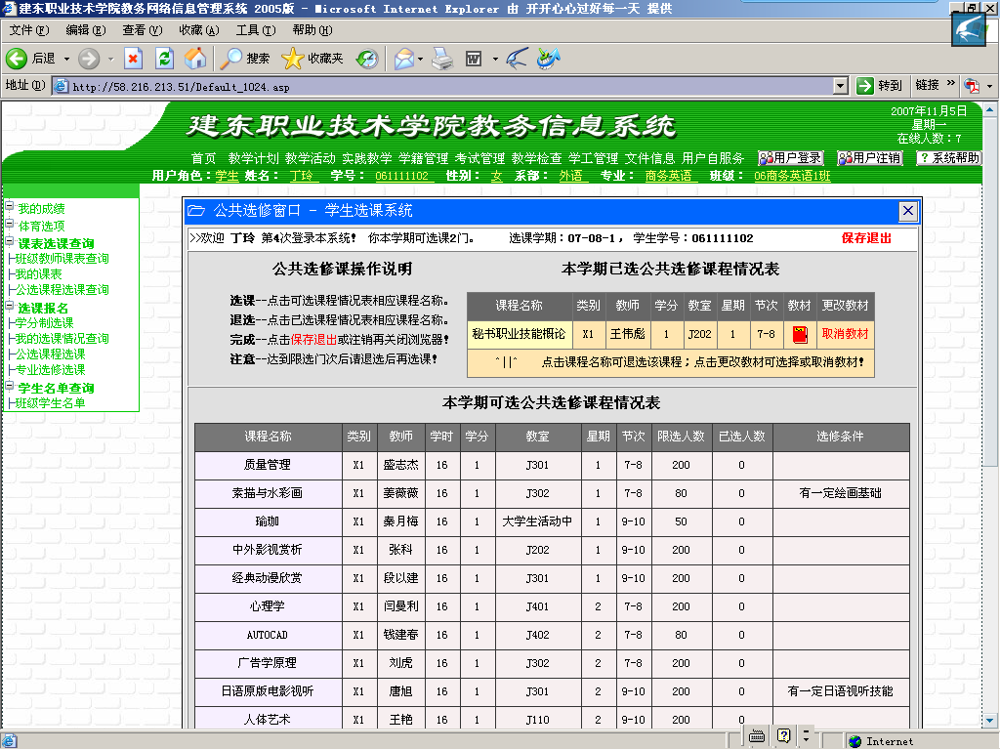 建东职业技术学院教务网络信息管理系统 2005版 - Microsoft Internet Explorer 由 开开心心过好每一天 提供
文件(F) 编辑(E) 查看(V) 收藏(A) 工具(T) 帮助(H)
后退 搜索 收藏夹
地址(D) http://58.216.213.51/Default_1024.asp 转到 链接 »
建东职业技术学院教务信息系统
2007年11月5日
星期一
在线人数：7
首页 教学计划 教学活动 实践教学 学籍管理 考试管理 教学检查 学工管理 文件信息 用户自服务 用户登录 用户注销 ? 系统帮助
用户角色：学生 姓名： 丁玲 学号： 061111102 性别： 女 系部： 外语 专业： 商务英语 班级： 06商务英语1班
我的成绩
体育选项
课表选课查询
班级教师课表查询
我的课表
公选课程选课查询
选课报名
学分制选课
我的选课情况查询
公选课程选课
专业选修选课
学生名单查询
班级学生名单
公共选修窗口 - 学生选课系统
>>欢迎 丁玲 第4次登录本系统! 你本学期可选课2门。 选课学期：07-08-1， 学生学号：061111102 保存退出
公共选修课操作说明
选课--点击可选课程情况表相应课程名称。
退选--点击已选课程情况表相应课程名称。
完成--点击保存退出或注销再关闭浏览器!
注意--达到限选门次后请退选后再选课!
本学期已选公共选修课程情况表
课程名称 类别 教师 学分 教室 星期 节次 教材 更改教材
秘书职业技能概论 X1 王伟彪 1 J202 1 7-8 取消教材
^||^ 点击课程名称可退选该课程；点击更改教材可选择或取消教材!
本学期可选公共选修课程情况表
课程名称 类别 教师 学时 学分 教室 星期 节次 限选人数 已选人数 选修条件
质量管理 X1 盛志杰 16 1 J301 1 7-8 200 0
素描与水彩画 X1 姜薇薇 16 1 J302 1 7-8 80 0 有一定绘画基础
瑜珈 X1 秦月梅 16 1 大学生活动中 1 9-10 50 0
中外影视赏析 X1 张科 16 1 J202 1 9-10 200 0
经典动漫欣赏 X1 段以建 16 1 J301 1 9-10 200 0
心理学 X1 闫曼利 16 1 J401 2 7-8 200 0
AUTOCAD X1 钱建春 16 1 J402 2 7-8 80 0
广告学原理 X1 刘虎 16 1 J302 2 7-8 200 0
日语原版电影视听 X1 唐旭 16 1 J301 2 9-10 200 0 有一定日语视听技能
人体艺术 X1 王艳 16 1 J110 2 9-10 200 0
Internet